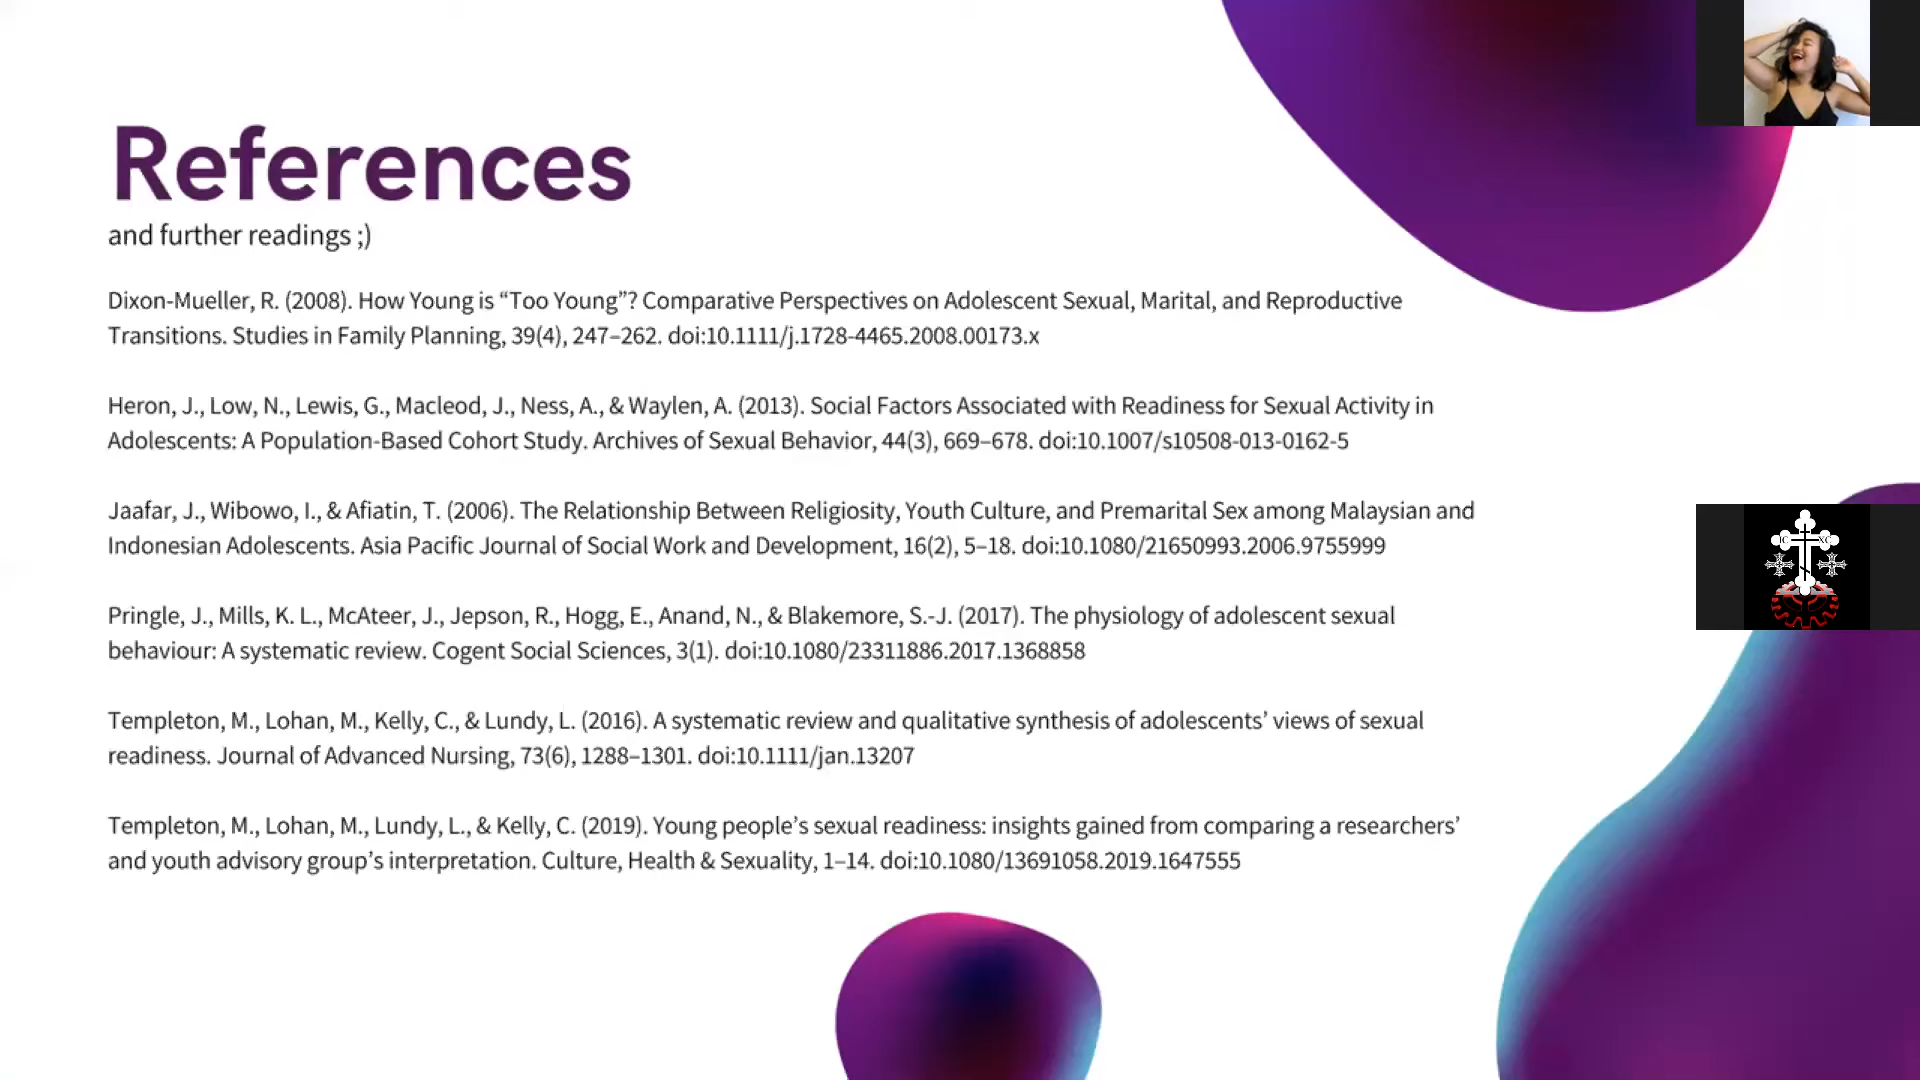 References
and further readings ;)
Dixon-Mueller, R. (2008). How Young is “Too Young”? Comparative Perspectives on Adolescent Sexual, Marital, and Reproductive
Transitions. Studies in Family Planning, 39(4), 247–262. doi:10.1111/j.1728-4465.2008.00173.x
Heron, J., Low, N., Lewis, G., Macleod, J., Ness, A., & Waylen, A. (2013). Social Factors Associated with Readiness for Sexual Activity in
Adolescents: A Population-Based Cohort Study. Archives of Sexual Behavior, 44(3), 669–678. doi:10.1007/s10508-013-0162-5
Jaafar, J., Wibowo, I., & Afiatin, T. (2006). The Relationship Between Religiosity, Youth Culture, and Premarital Sex among Malaysian and
Indonesian Adolescents. Asia Pacific Journal of Social Work and Development, 16(2), 5–18. doi:10.1080/21650993.2006.9755999
Pringle, J., Mills, K. L., McAteer, J., Jepson, R., Hogg, E., Anand, N., & Blakemore, S.-J. (2017). The physiology of adolescent sexual
behaviour: A systematic review. Cogent Social Sciences, 3(1). doi:10.1080/23311886.2017.1368858
Templeton, M., Lohan, M., Kelly, C., & Lundy, L. (2016). A systematic review and qualitative synthesis of adolescents’ views of sexual
readiness. Journal of Advanced Nursing, 73(6), 1288–1301. doi:10.1111/jan.13207
Templeton, M., Lohan, M., Lundy, L., & Kelly, C. (2019). Young people’s sexual readiness: insights gained from comparing a researchers’
and youth advisory group’s interpretation. Culture, Health & Sexuality, 1–14. doi:10.1080/13691058.2019.1647555
IC XC